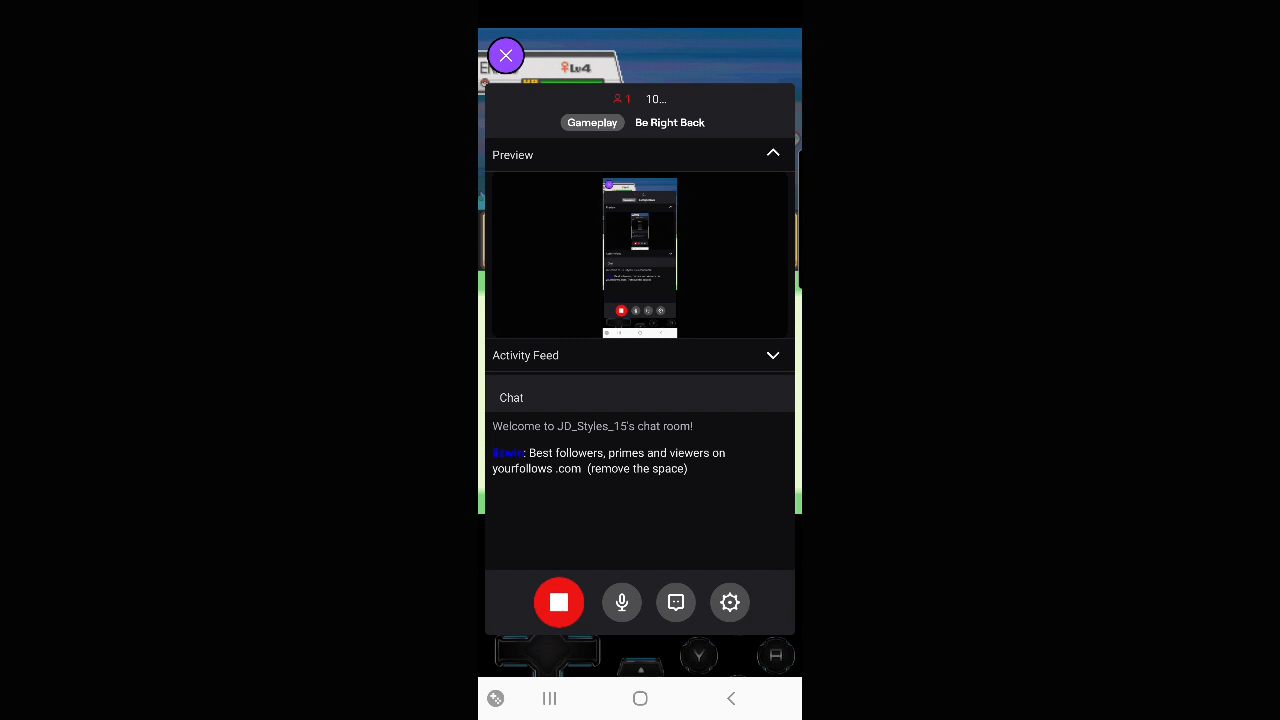 Lv4
1 10...
Gameplay Be Right Back
Preview
Activity Feed
Chat
Welcome to JD_Styles_15's chat room!
: Best followers, primes and viewers on
yourfollows .com (remove the space)
Y
A